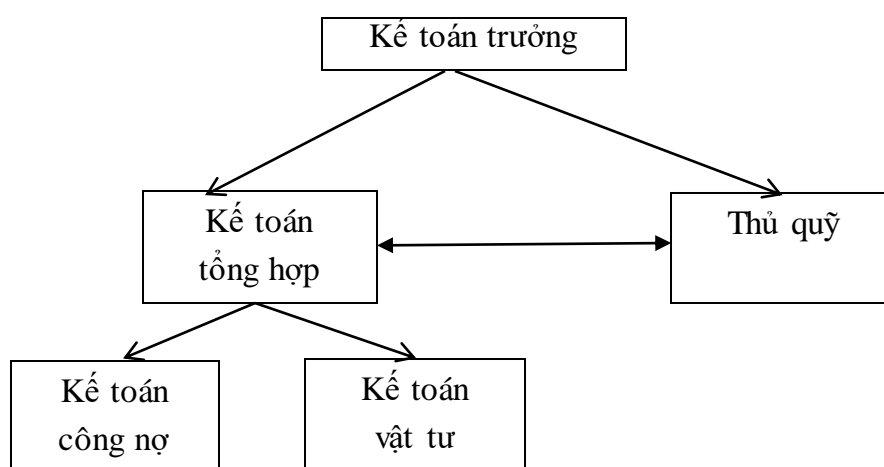 Kế toán trưởng
Kế toán
tổng hợp
Thủ quỹ
Kế toán
công nợ
Kế toán
vật tư